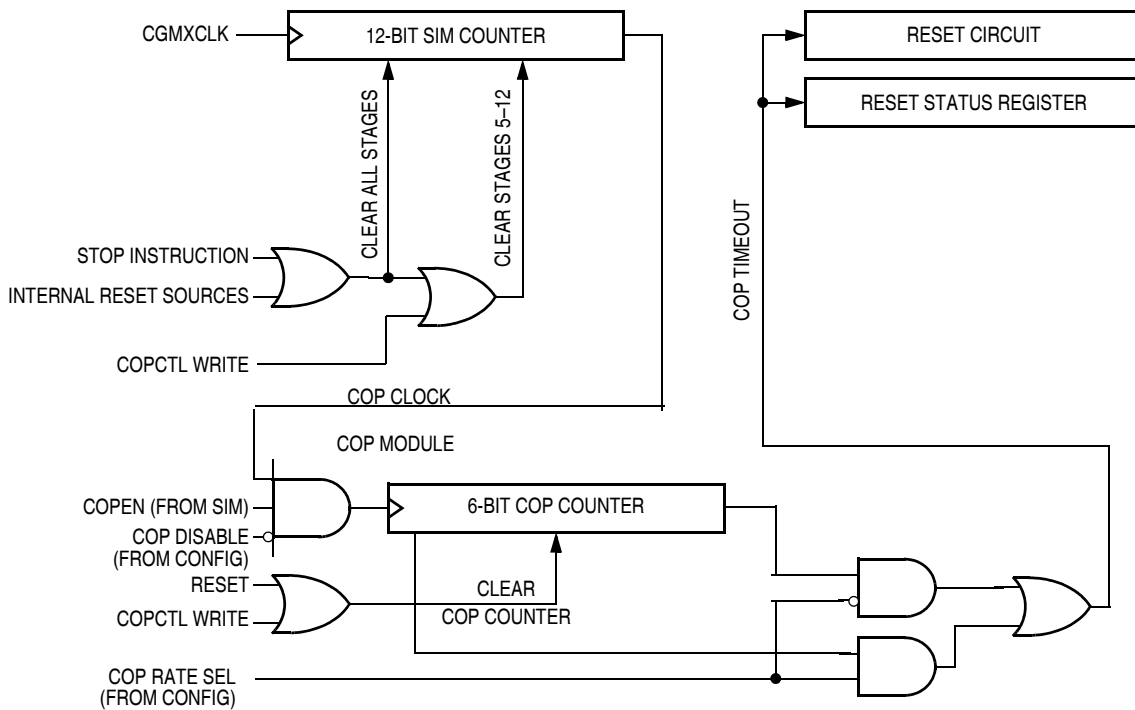 CGMXCLK
12-BIT SIM COUNTER
RESET CIRCUIT
RESET STATUS REGISTER
CLEAR ALL STAGES
CLEAR STAGES 5–12
COP TIMEOUT
STOP INSTRUCTION
INTERNAL RESET SOURCES
COPCTL WRITE
COP CLOCK
COP MODULE
COPEN (FROM SIM)
6-BIT COP COUNTER
COP DISABLE
(FROM CONFIG)
RESET
CLEAR
COPCTL WRITE
COP COUNTER
COP RATE SEL
(FROM CONFIG)